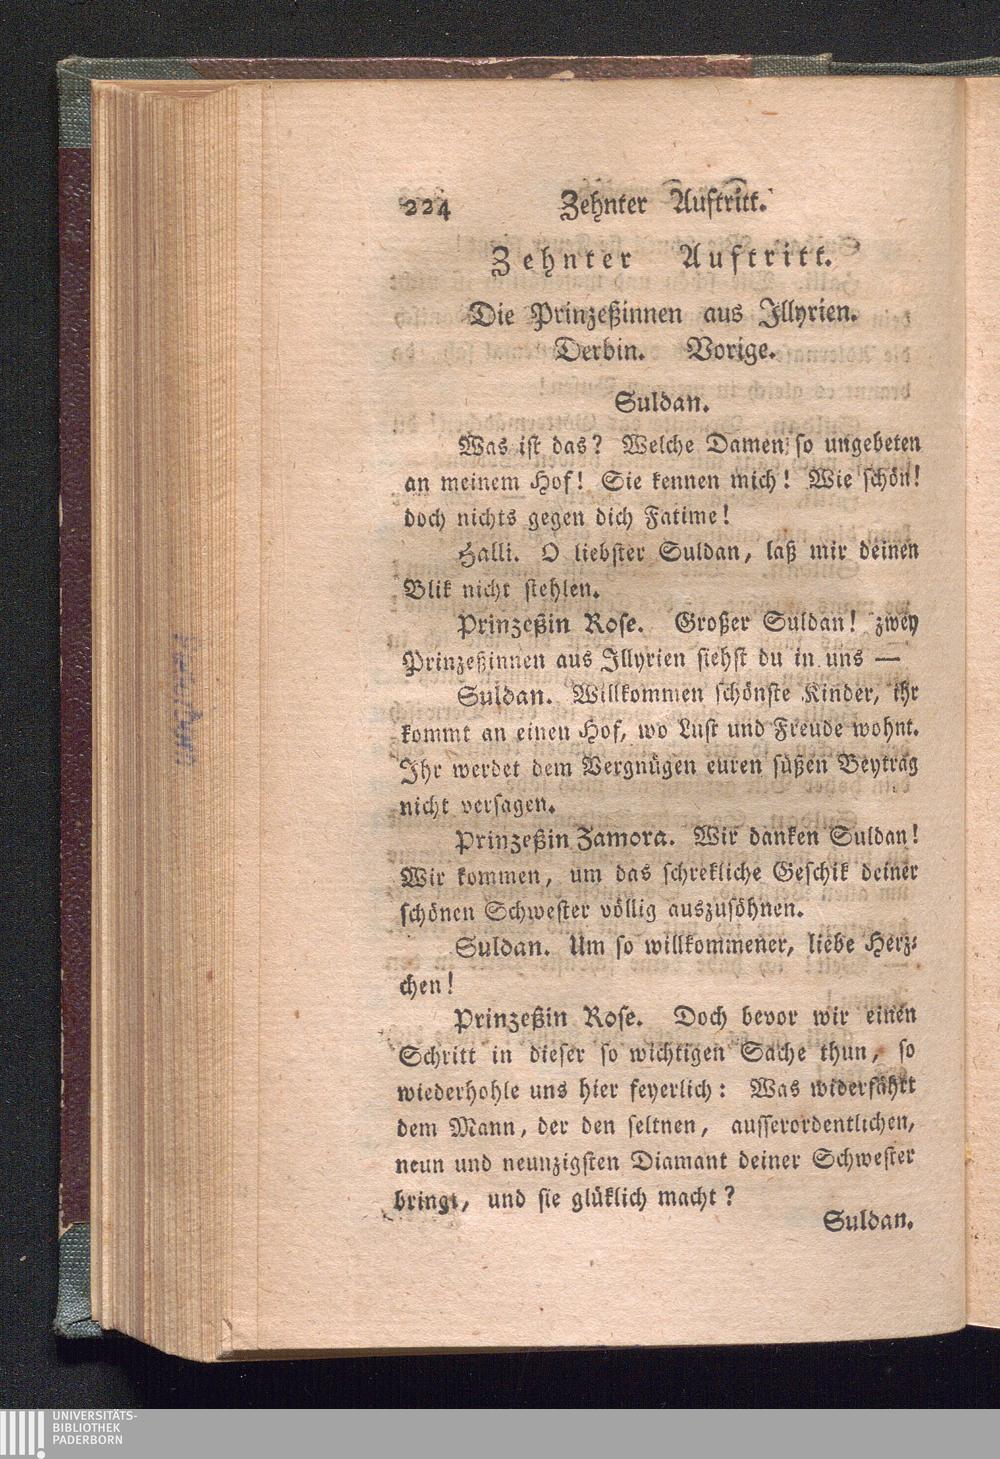 224 Zehnter Auftritt.
Zehnter Auftritt.
Die Prinzeßinnen aus Illyrien.
Derbin. Vorige.
Suldan.
Was ist das? Welche Damen so ungebeten
an meinem Hof! Sie kennen mich! Wie schön!
doch nichts gegen dich Fatime!
Halli. O liebster Suldan, laß mir deinen
Blik nicht stehlen.
Prinzeßin Rose. Großer Suldan! zwey
Prinzeßinnen aus Illyrien siehst du in uns —
Suldan. Willkommen schönste Kinder, ihr
kommt an einen Hof, wo Lust und Freude wohnt.
Ihr werdet dem Vergnügen euren süßen Beytrag
nicht versagen.
Prinzeßin Zamora. Wir danken Suldan!
Wir kommen, um das schrekliche Geschik deiner
schönen Schwester völlig auszusöhnen.
Suldan. Um so willkommener, liebe Herz-
chen!
Prinzeßin Rose. Doch bevor wir einen
Schritt in dieser so wichtigen Sache thun, so
wiederhohle uns hier feyerlich: Was widerfährt
dem Mann, der den seltnen, ausserordentlichen,
neun und neunzigsten Diamant deiner Schwester
bringt, und sie glüklich macht?
Suldan.
UNIVERSITÄTS-
BIBLIOTHEK
PADERBORN